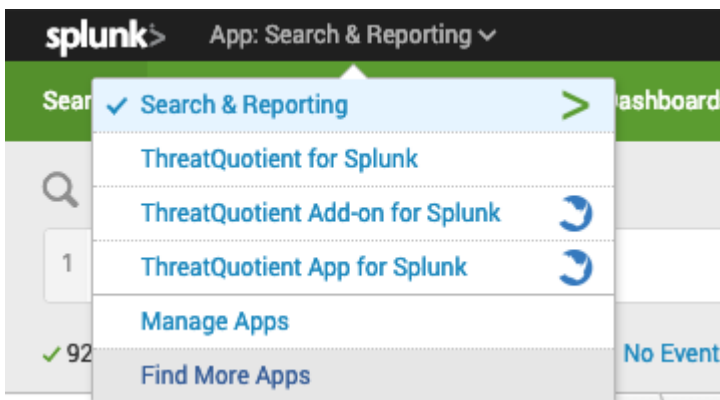 splunk> App: Search & Reporting
Sear ashboard
Search & Reporting
ThreatQuotient for Splunk
ThreatQuotient Add-on for Splunk
1
ThreatQuotient App for Splunk
Manage Apps
92 No Event
Find More Apps